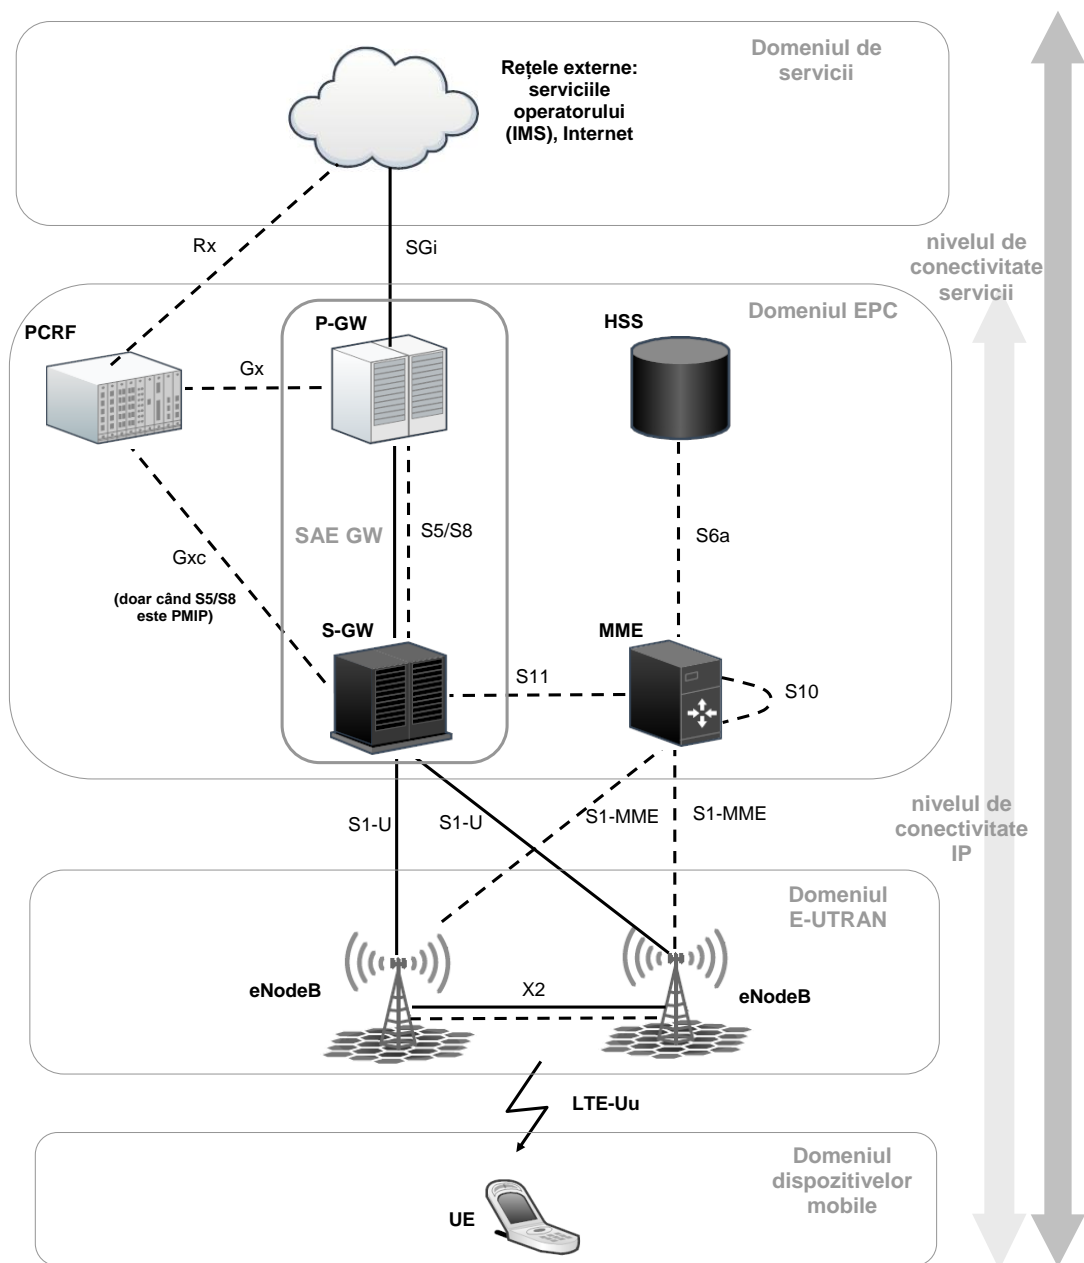 Domeniul de
servicii
Rețele externe:
serviciile
operatorului
(IMS), Internet
Rx
SGi
nivelul de
conectivitate
servicii
Domeniul EPC
PCRF
P-GW
HSS
Gx
SAE GW
S5/S8
S6a
Gxc
(doar când S5/S8
este PMIP)
S-GW
MME
S11
S10
S1-U
S1-U
S1-MME
S1-MME
nivelul de
conectivitate
IP
Domeniul
E-UTRAN
eNodeB
X2
eNodeB
LTE-Uu
Domeniul
dispozitivelor
mobile
UE